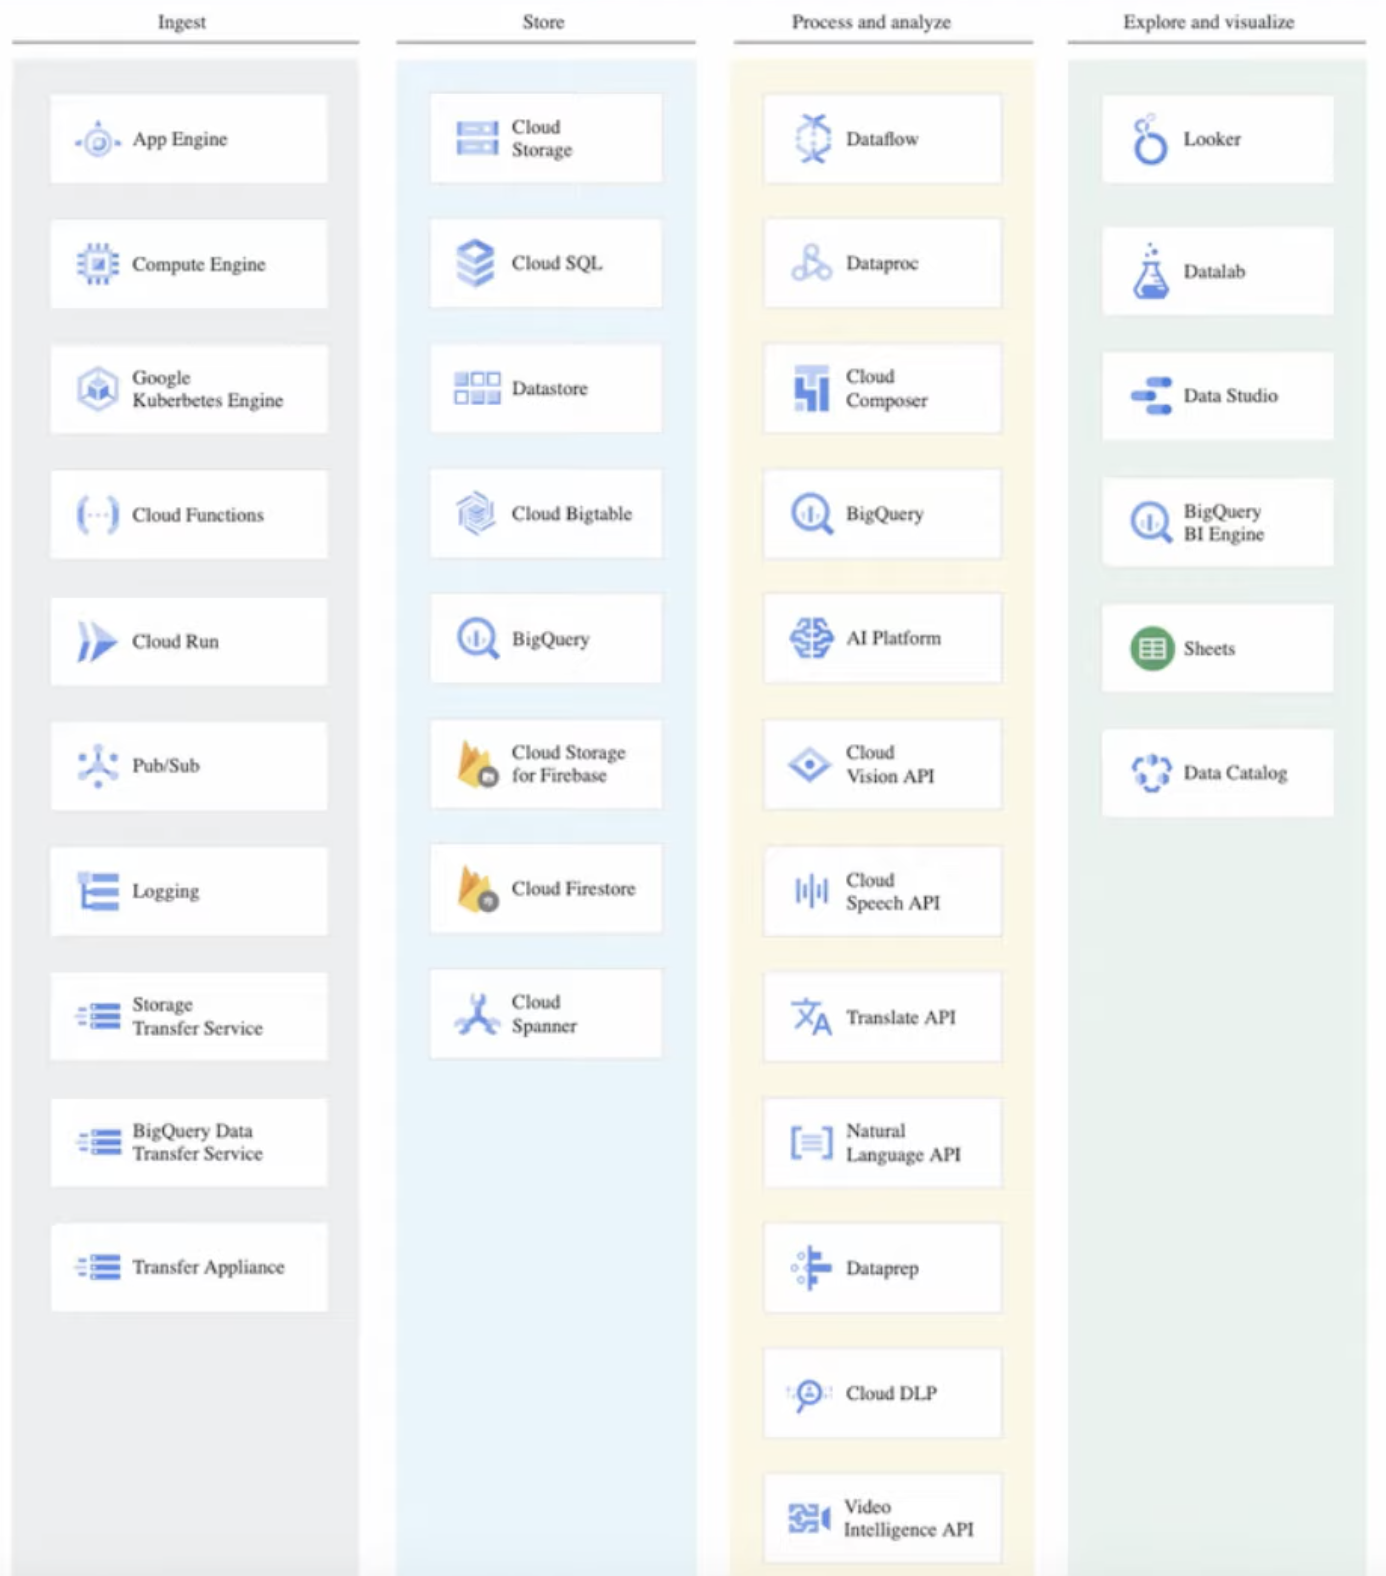 Ingest
App Engine
Compute Engine
Google
Kuberbetes Engine
Cloud Functions
Cloud Run
Pub/Sub
Logging
Storage
Transfer Service
BigQuery Data
Transfer Service
Transfer Appliance
Store
Cloud
Storage
Cloud SQL
Datastore
Cloud Bigtable
BigQuery
Cloud Storage
for Firebase
Cloud Firestore
Cloud
Spanner
Process and analyze
Dataflow
Dataproc
Cloud
Composer
BigQuery
AI Platform
Cloud
Vision API
Cloud
Speech API
Translate API
Natural
Language API
Dataprep
Cloud DLP
Video
Intelligence API
Explore and visualize
Looker
Datalab
Data Studio
BigQuery
BI Engine
Sheets
Data Catalog